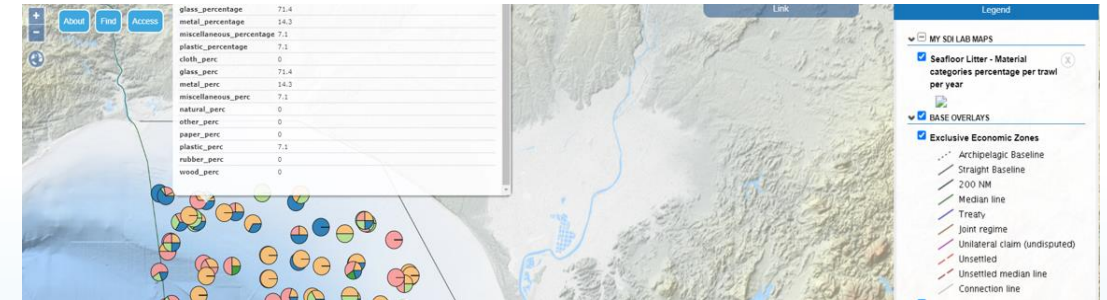 +
-
About Find Access
glass_percentage 71.4
metal_percentage 14.3
miscellaneous_percentage 7.1
plastic_percentage 7.1
cloth_perc 0
glass_perc 71.4
metal_perc 14.3
miscellaneous_perc 7.1
natural_perc 0
other_perc 0
paper_perc 0
plastic_perc 7.1
rubber_perc 0
wood_perc 0
Link
Legend
MY SDI LAB MAPS
Seafloor Litter - Material
categories percentage per trawl
per year
X
BASE OVERLAYS
Exclusive Economic Zones
Archipelagic Baseline
Straight Baseline
200 NM
Median line
Treaty
Joint regime
Unilateral claim (undisputed)
Unsettled
Unsettled median line
Connection line